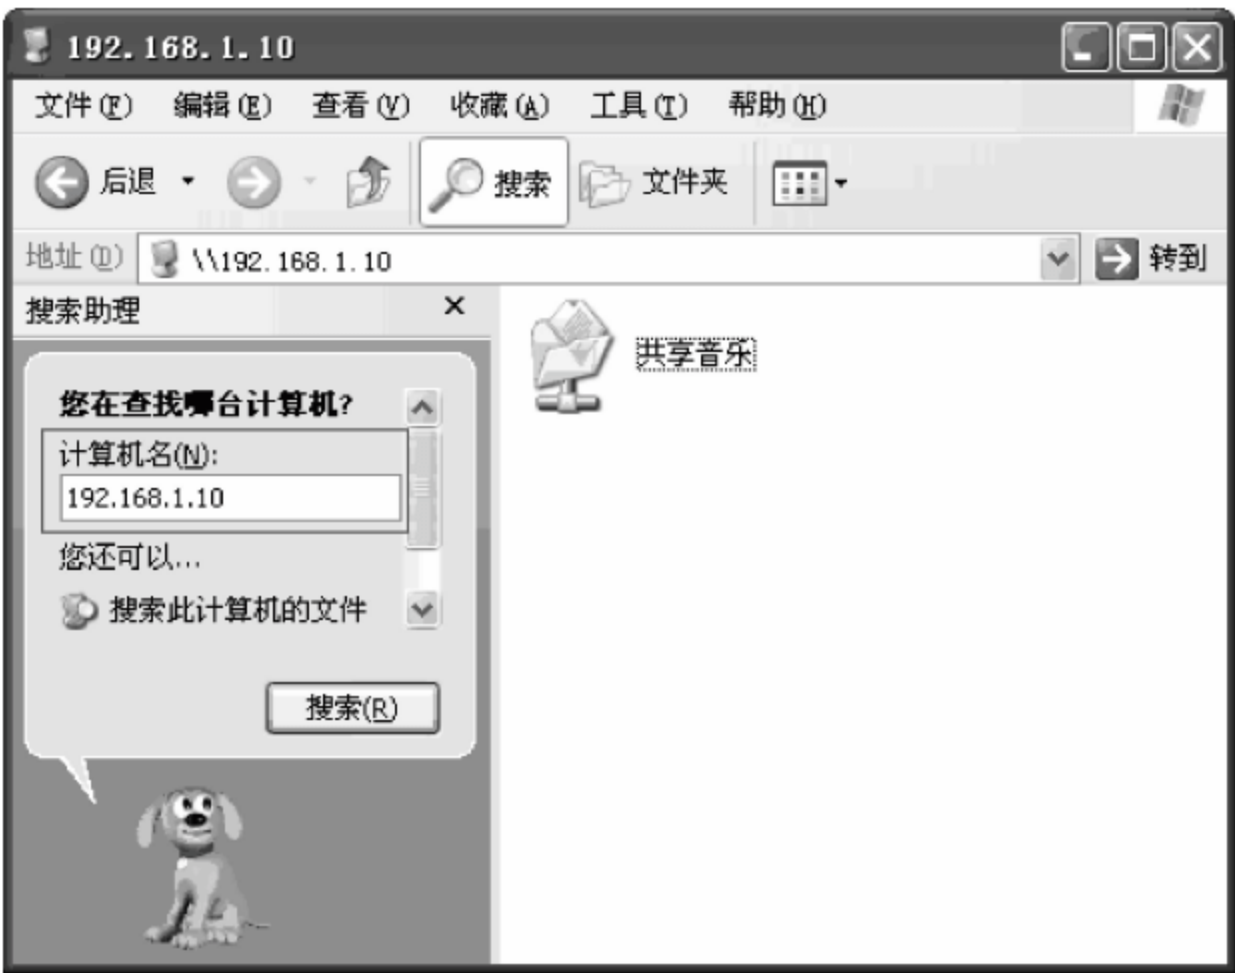 192.168.1.10
文件(F) 编辑(E) 查看(V) 收藏(A) 工具(T) 帮助(H)
后退 搜索 文件夹
地址(D) \\192.168.1.10 转到
搜索助理
共享音乐
您在查找哪台计算机?
计算机名(N):
192.168.1.10
您还可以...
搜索此计算机的文件
搜索(R)